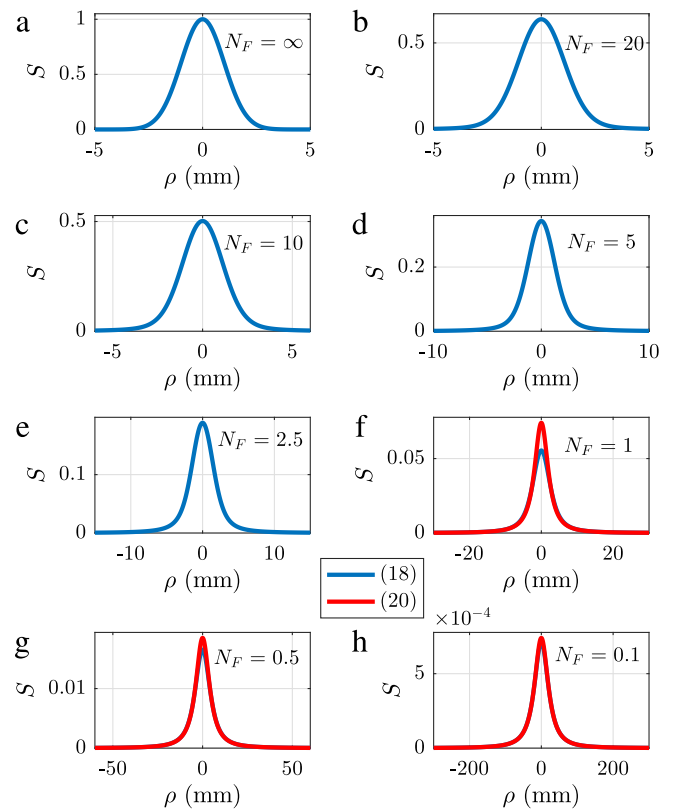 a
1
0.5
0
S
N_F = ∞
-5 0 5
ρ (mm)
b
0.5
0
S
N_F = 20
-5 0 5
ρ (mm)
c
0.5
0
S
N_F = 10
-5 0 5
ρ (mm)
d
0.2
0
S
N_F = 5
-10 0 10
ρ (mm)
e
0.1
0
S
N_F = 2.5
-10 0 10
ρ (mm)
f
0.05
0
S
N_F = 1
-20 0 20
ρ (mm)
(18)
(20)
g
0.01
0
S
N_F = 0.5
-50 0 50
ρ (mm)
h
×10⁻⁴
5
0
S
N_F = 0.1
-200 0 200
ρ (mm)